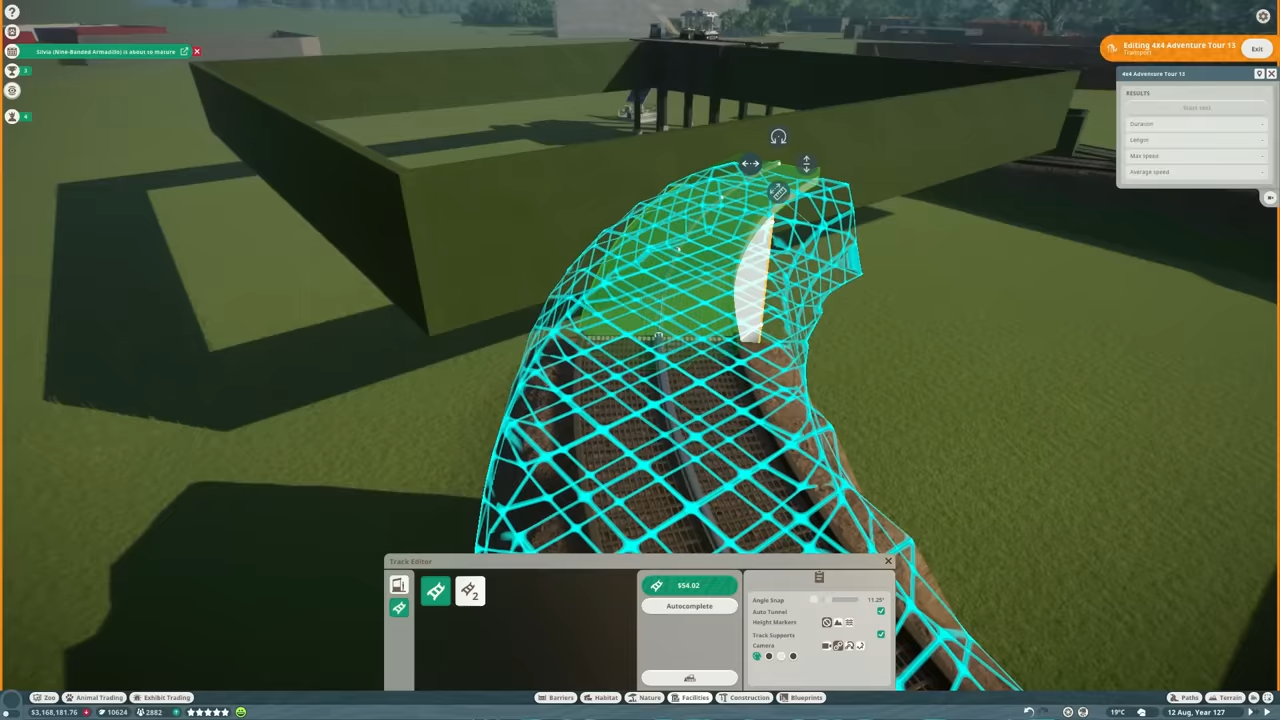 ?
Silvia (Nine-Banded Armadillo) is about to mature
3
4
Editing 4X4 Adventure Tour 13
Transport
Exit
4x4 Adventure Tour 13
RESULTS
Duration -
Length -
Max speed -
Average speed -
Track Editor
2
$54.02
Autocomplete
Angle Snap 11.25°
Auto Tunnel
Height Markers
Track Supports
Camera
Zoo
Animal Trading
Exhibit Trading
Barriers
Habitat
Nature
Facilities
Construction
Blueprints
Paths
Terrain
$3,168,181.76
10624
2882
19°C
12 Aug, Year 127